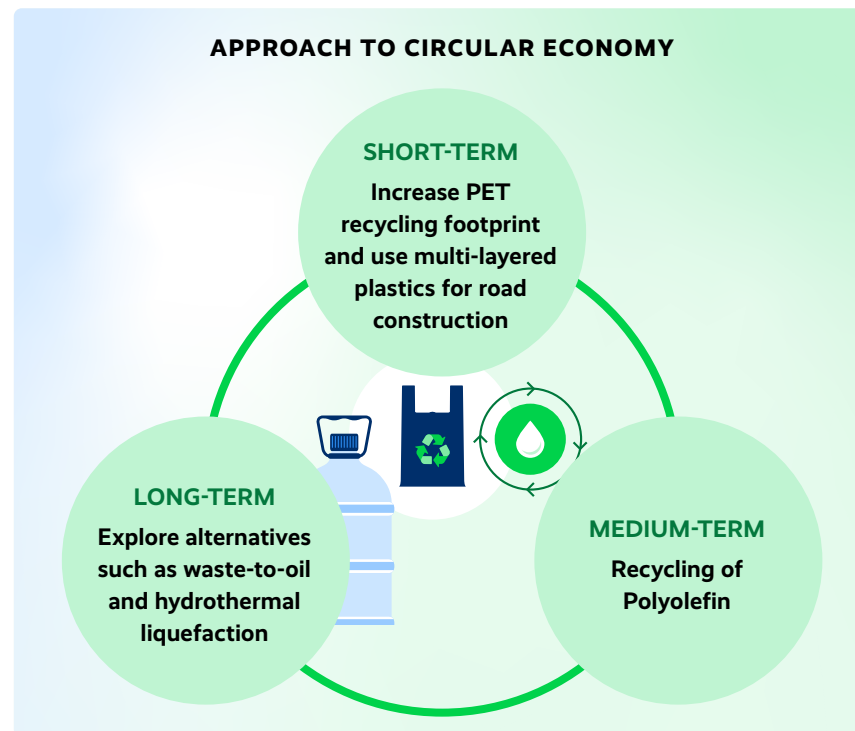 APPROACH TO CIRCULAR ECONOMY
SHORT-TERM
Increase PET
recycling footprint
and use multi-layered
plastics for road
construction
LONG-TERM
Explore alternatives
such as waste-to-oil
and hydrothermal
liquefaction
MEDIUM-TERM
Recycling of
Polyolefin